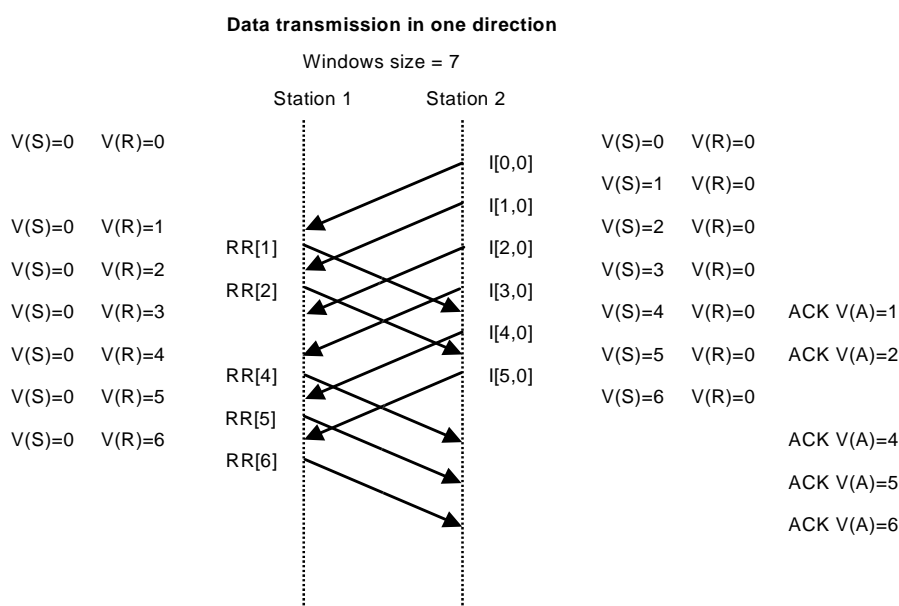 Data transmission in one direction
Windows size = 7
Station 1 Station 2
V(S)=0 V(R)=0 V(S)=0 V(R)=0
I[0,0]
V(S)=1 V(R)=0
I[1,0]
V(S)=0 V(R)=1 V(S)=2 V(R)=0
RR[1] I[2,0]
V(S)=0 V(R)=2 V(S)=3 V(R)=0
RR[2] I[3,0]
V(S)=0 V(R)=3 V(S)=4 V(R)=0 ACK V(A)=1
I[4,0]
V(S)=0 V(R)=4 V(S)=5 V(R)=0 ACK V(A)=2
RR[4] I[5,0]
V(S)=0 V(R)=5 V(S)=6 V(R)=0
RR[5]
V(S)=0 V(R)=6 ACK V(A)=4
RR[6]
ACK V(A)=5
ACK V(A)=6